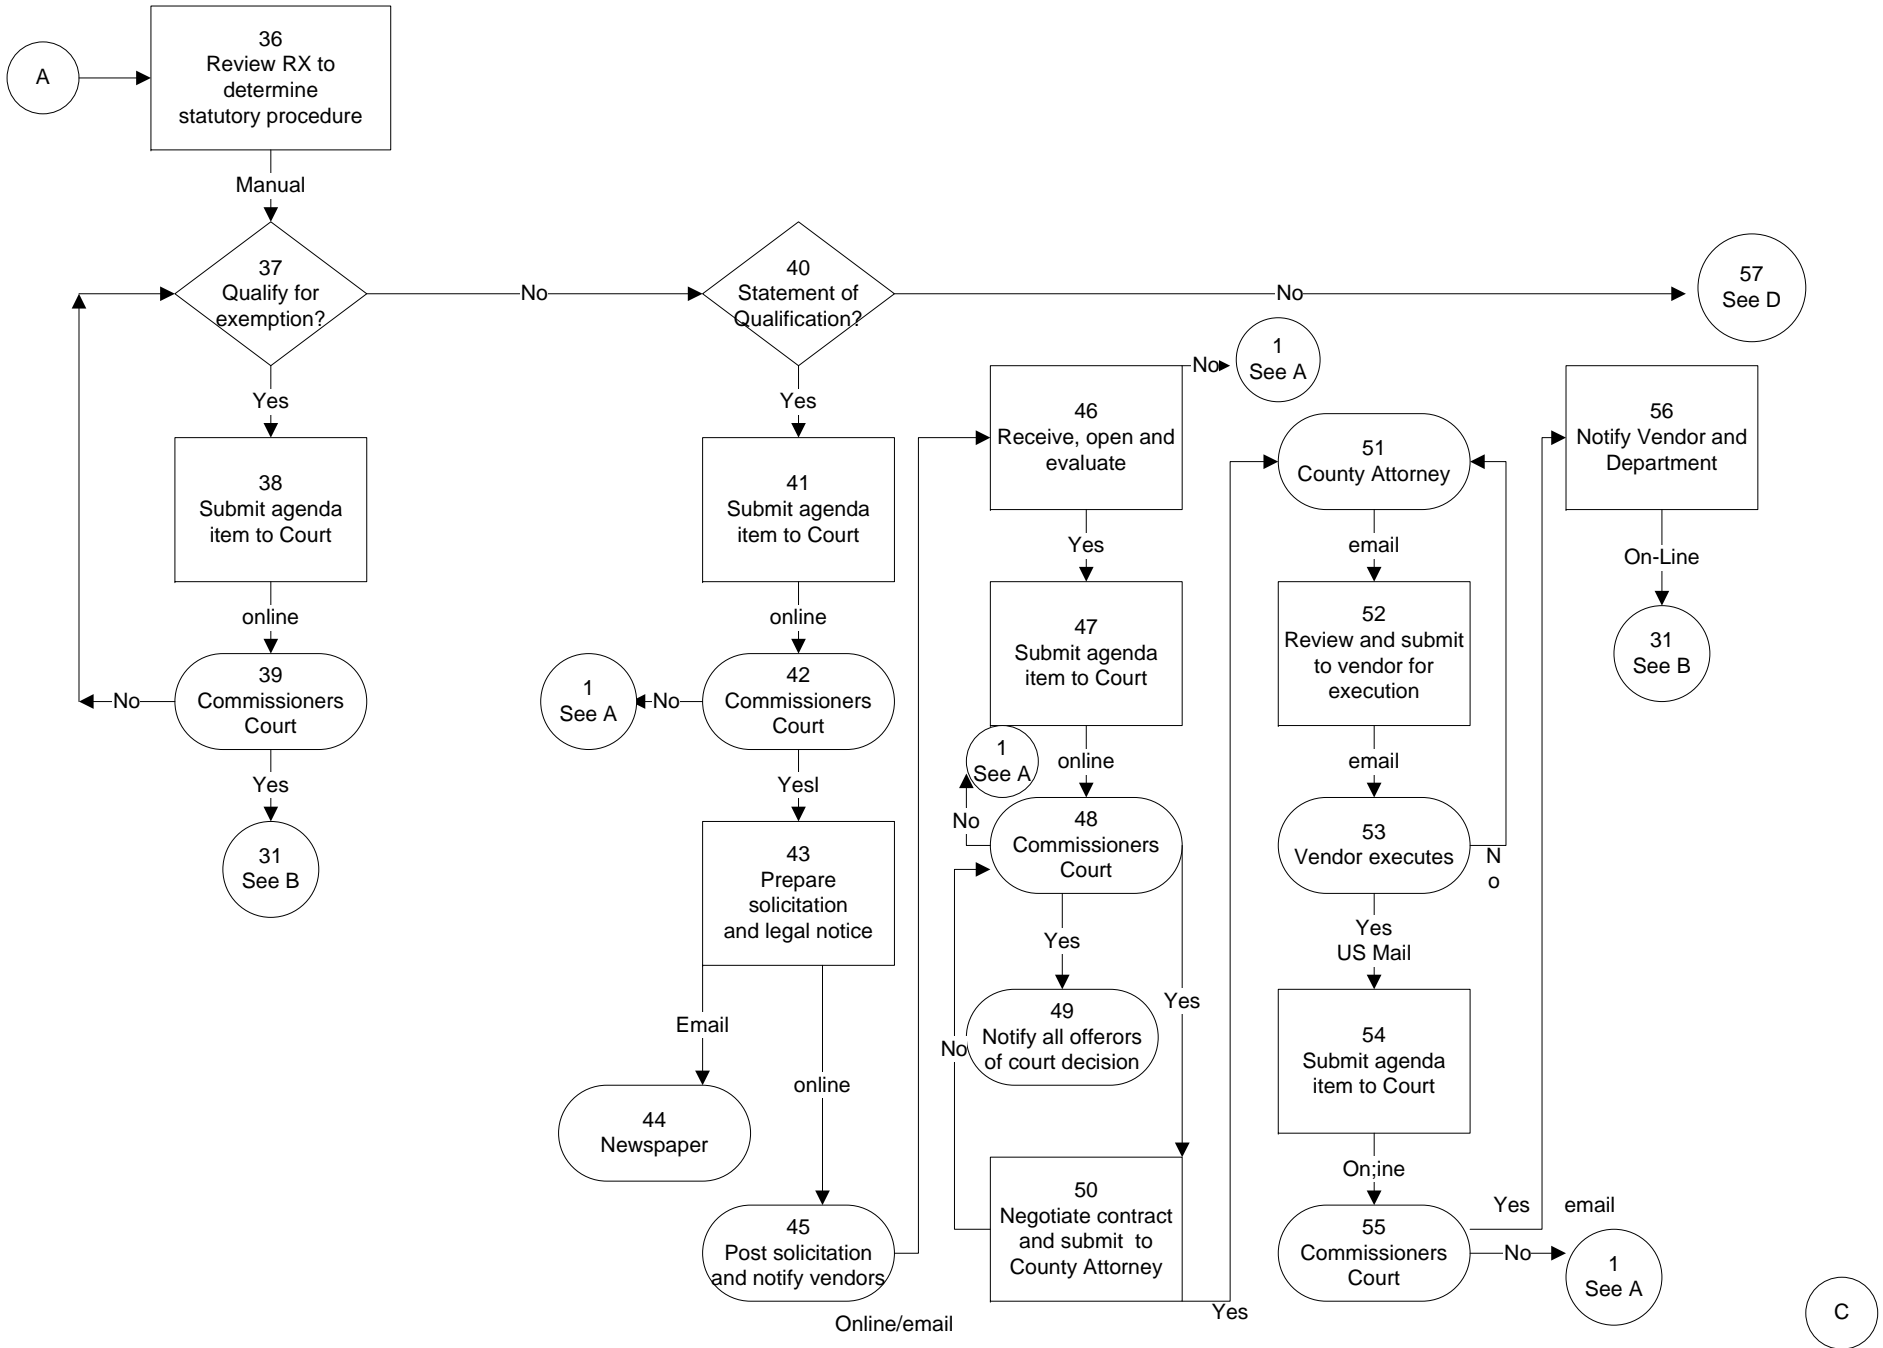 A
36
Review RX to
determine
statutory procedure
Manual
37
Qualify for
exemption?
No
40
Statement of
Qualification?
No
57
See D
Yes
38
Submit agenda
item to Court
online
39
Commissioners
Court
No
Yes
31
See B
Yes
41
Submit agenda
item to Court
online
42
Commissioners
Court
No
1
See A
YesI
43
Prepare
solicitation
and legal notice
Email
44
Newspaper
online
45
Post solicitation
and notify vendors
Online/email
46
Receive, open and
evaluate
No
1
See A
Yes
47
Submit agenda
item to Court
online
1
See A
No
48
Commissioners
Court
Yes
49
Notify all offerors
of court decision
Yes
No
50
Negotiate contract
and submit to
County Attorney
Yes
51
County Attorney
email
52
Review and submit
to vendor for
execution
email
53
Vendor executes
N
o
Yes
US Mail
54
Submit agenda
item to Court
On;ine
55
Commissioners
Court
Yes email
No
1
See A
56
Notify Vendor and
Department
On-Line
31
See B
C